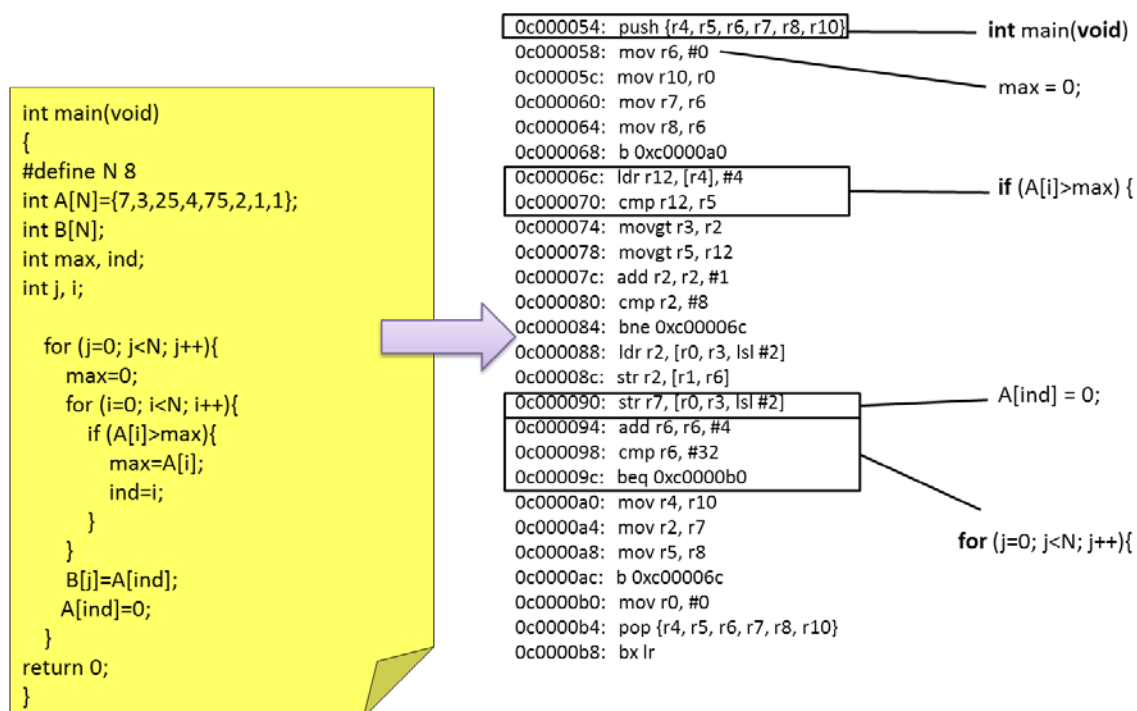 int main(void)
{
#define N 8
int A[N]={7,3,25,4,75,2,1,1};
int B[N];
int max, ind;
int j, i;
for (j=0; j<N; j++){
max=0;
for (i=0; i<N; i++){
if (A[i]>max){
max=A[i];
ind=i;
}
}
B[j]=A[ind];
A[ind]=0;
}
return 0;
}
0c000054: push {r4, r5, r6, r7, r8, r10}
0c000058: mov r6, #0
0c00005c: mov r10, r0
0c000060: mov r7, r6
0c000064: mov r8, r6
0c000068: b 0xc0000a0
0c00006c: ldr r12, [r4], #4
0c000070: cmp r12, r5
0c000074: movgt r3, r2
0c000078: movgt r5, r12
0c00007c: add r2, r2, #1
0c000080: cmp r2, #8
0c000084: bne 0xc00006c
0c000088: ldr r2, [r0, r3, lsl #2]
0c00008c: str r2, [r1, r6]
0c000090: str r7, [r0, r3, lsl #2]
0c000094: add r6, r6, #4
0c000098: cmp r6, #32
0c00009c: beq 0xc0000b0
0c0000a0: mov r4, r10
0c0000a4: mov r2, r7
0c0000a8: mov r5, r8
0c0000ac: b 0xc00006c
0c0000b0: mov r0, #0
0c0000b4: pop {r4, r5, r6, r7, r8, r10}
0c0000b8: bx lr
int main(void)
max = 0;
if (A[i]>max) {
A[ind] = 0;
for (j=0; j<N; j++){